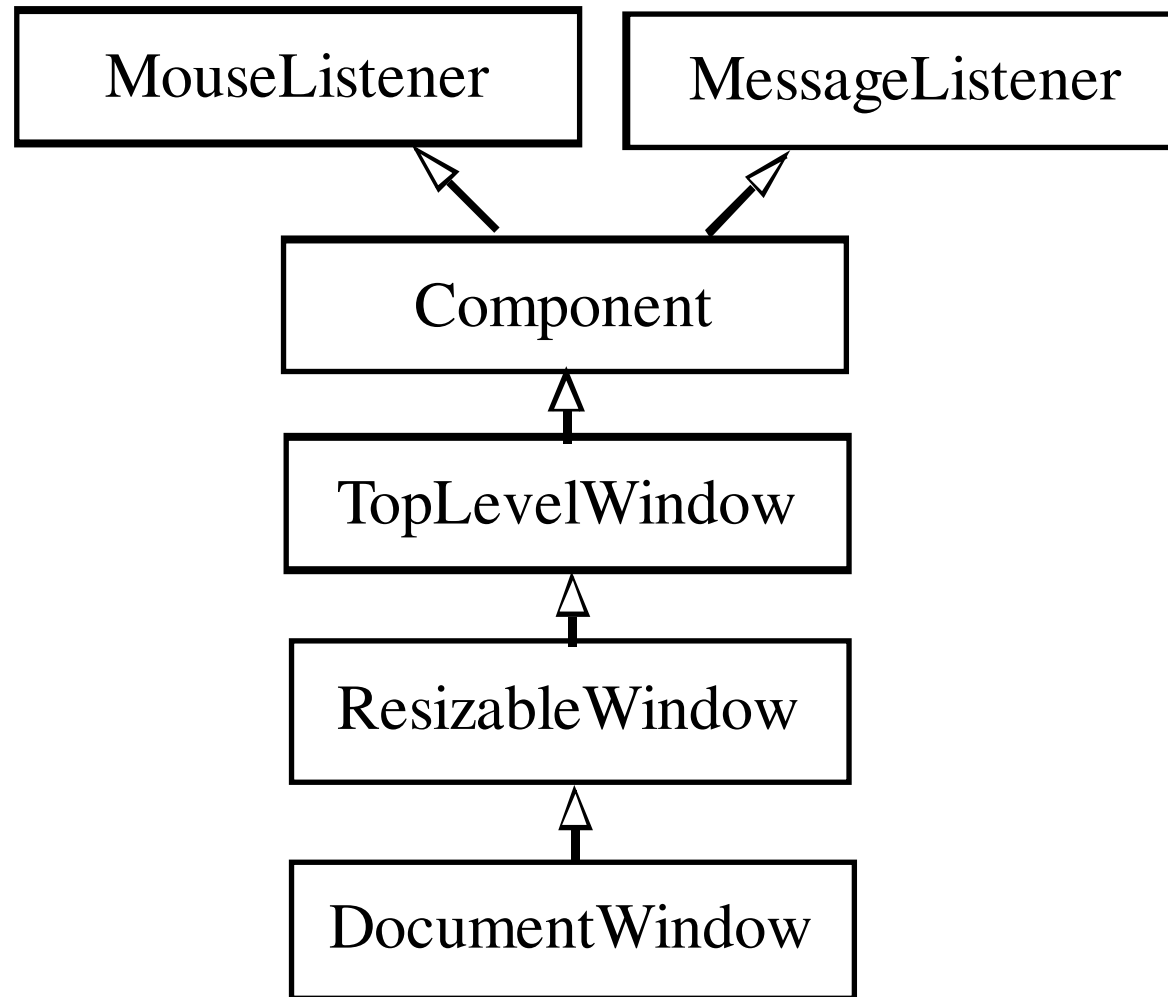 MouseListener
MessageListener
Component
TopLevelWindow
ResizableWindow
DocumentWindow